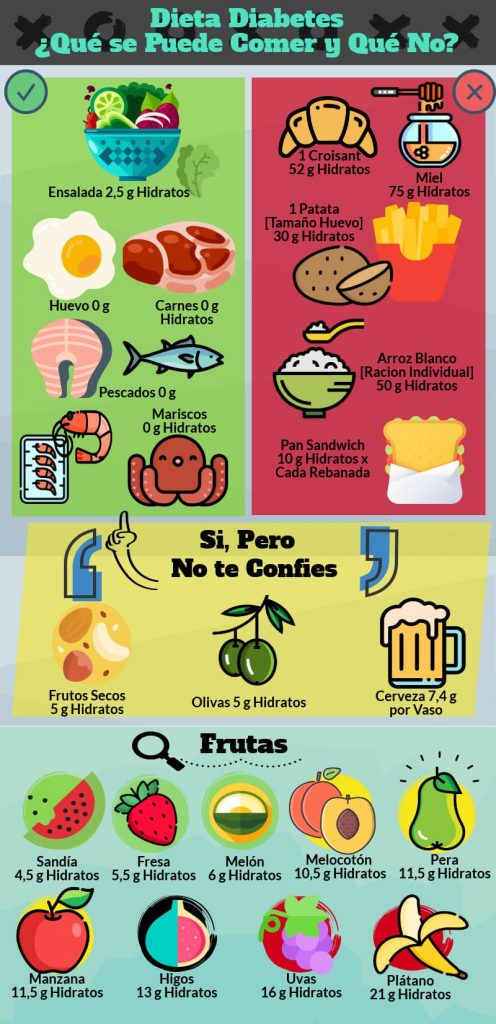 Dieta Diabetes
¿Qué se Puede Comer y Qué No?
Ensalada 2,5 g Hidratos
Huevo 0 g
Carnes 0 g
Hidratos
Pescados 0 g
Mariscos
0 g Hidratos
1 Croisant
52 g Hidratos
Miel
75 g Hidratos
1 Patata
[Tamaño Huevo]
30 g Hidratos
Arroz Blanco
[Racion Individual]
50 g Hidratos
Pan Sandwich
10 g Hidratos x
Cada Rebanada
Si, Pero
No te Confies
Frutos Secos
5 g Hidratos
Olivas 5 g Hidratos
Cerveza 7,4 g
por Vaso
Frutas
Sandía
4,5 g Hidratos
Fresa
5,5 g Hidratos
Melón
6 g Hidratos
Melocotón
10,5 g Hidratos
Pera
11,5 g Hidratos
Manzana
11,5 g Hidratos
Higos
13 g Hidratos
Uvas
16 g Hidratos
Plátano
21 g Hidratos